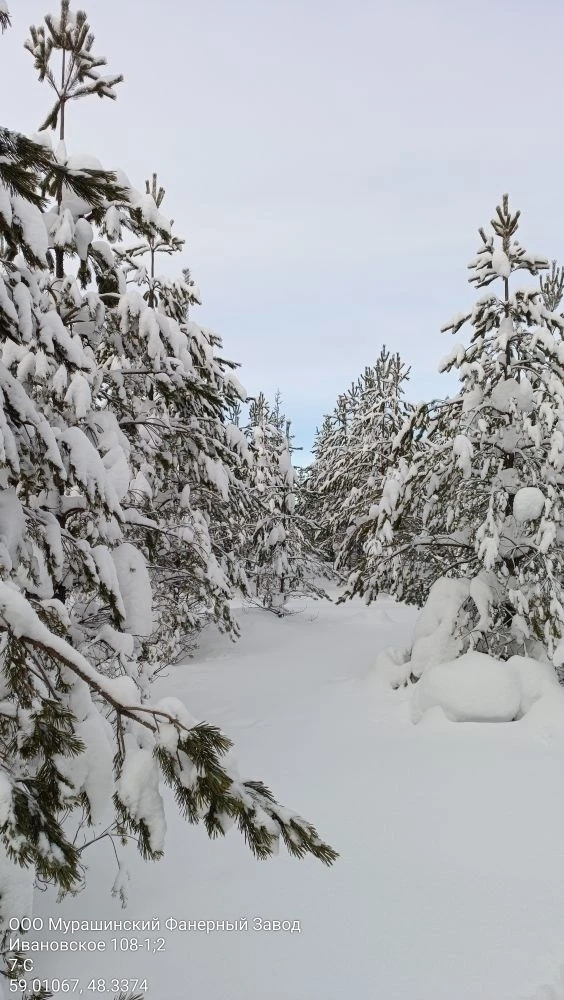 ООО Мурашинский Фанерный Завод
Ивановское 108-1;2
7-С
59.01067, 48.3374